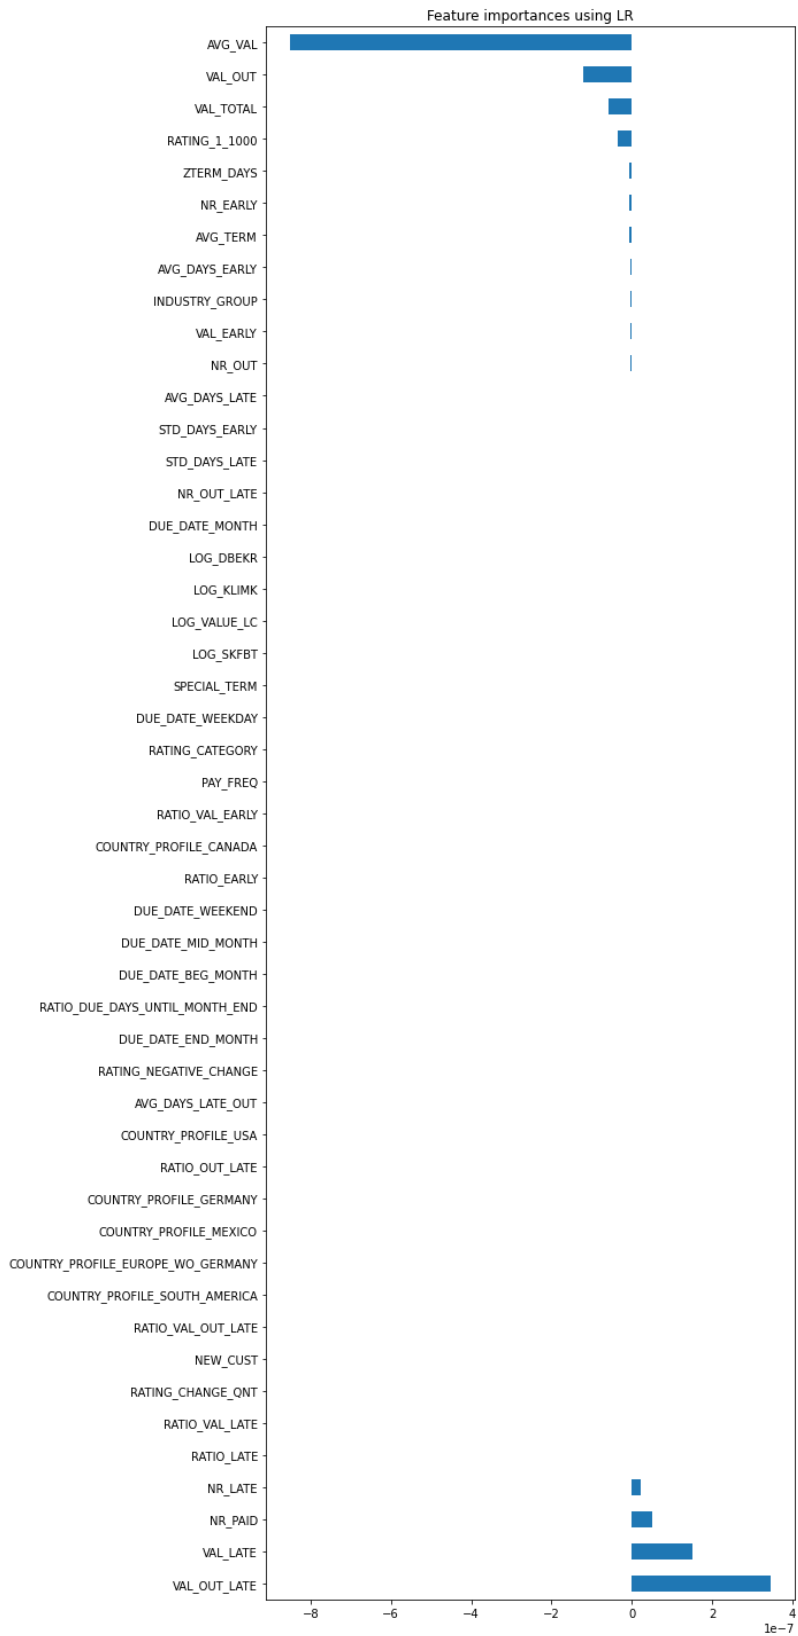 Feature importances using LR
AVG_VAL
VAL_OUT
VAL_TOTAL
RATING_1_1000
ZTERM_DAYS
NR_EARLY
AVG_TERM
AVG_DAYS_EARLY
INDUSTRY_GROUP
VAL_EARLY
NR_OUT
AVG_DAYS_LATE
STD_DAYS_EARLY
STD_DAYS_LATE
NR_OUT_LATE
DUE_DATE_MONTH
LOG_DBEKR
LOG_KLIMK
LOG_VALUE_LC
LOG_SKFBT
SPECIAL_TERM
DUE_DATE_WEEKDAY
RATING_CATEGORY
PAY_FREQ
RATIO_VAL_EARLY
COUNTRY_PROFILE_CANADA
RATIO_EARLY
DUE_DATE_WEEKEND
DUE_DATE_MID_MONTH
DUE_DATE_BEG_MONTH
RATIO_DUE_DAYS_UNTIL_MONTH_END
DUE_DATE_END_MONTH
RATING_NEGATIVE_CHANGE
AVG_DAYS_LATE_OUT
COUNTRY_PROFILE_USA
RATIO_OUT_LATE
COUNTRY_PROFILE_GERMANY
COUNTRY_PROFILE_MEXICO
COUNTRY_PROFILE_EUROPE_WO_GERMANY
COUNTRY_PROFILE_SOUTH_AMERICA
RATIO_VAL_OUT_LATE
NEW_CUST
RATING_CHANGE_QNT
RATIO_VAL_LATE
RATIO_LATE
NR_LATE
NR_PAID
VAL_LATE
VAL_OUT_LATE
−8 −6 −4 −2 0 2 4
1e−7